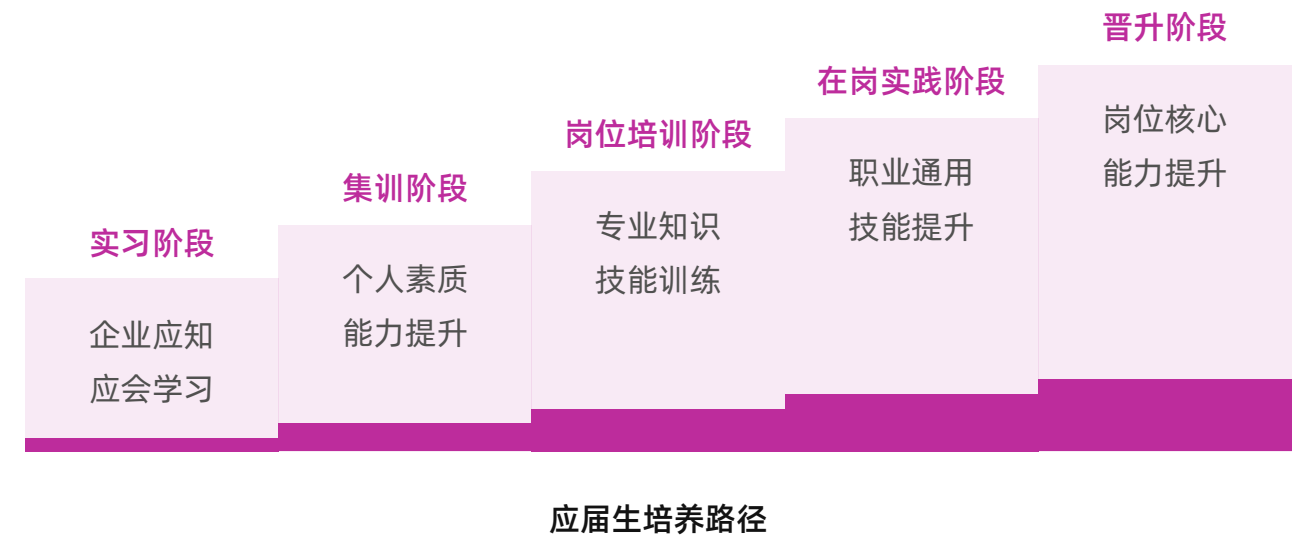 实习阶段
企业应知
应会学习
集训阶段
个人素质
能力提升
岗位培训阶段
专业知识
技能训练
在岗实践阶段
职业通用
技能提升
晋升阶段
岗位核心
能力提升
应届生培养路径